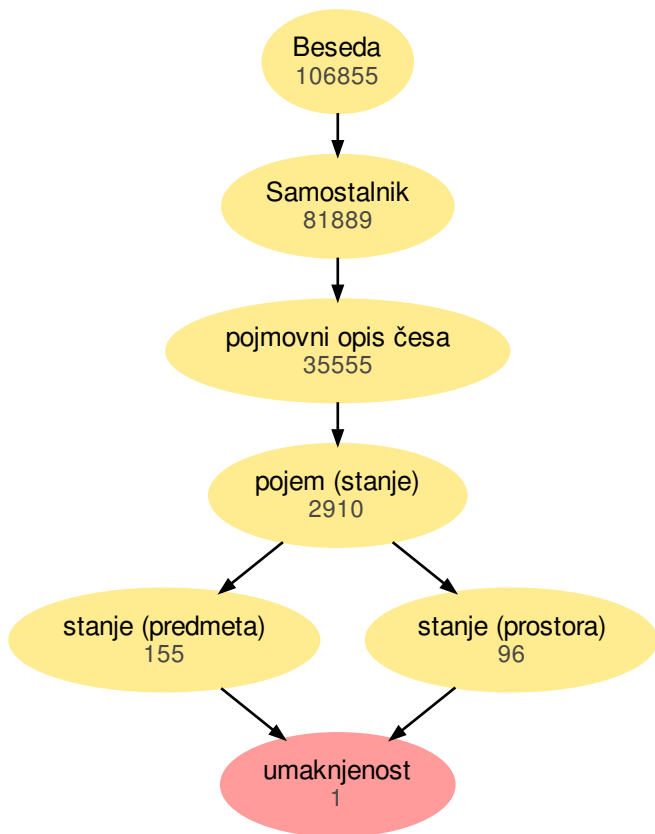 Beseda
106855
Samostalnik
81889
pojmovni opis česa
35555
pojem (stanje)
2910
stanje (predmeta)
155
stanje (prostora)
96
umaknjenost
1